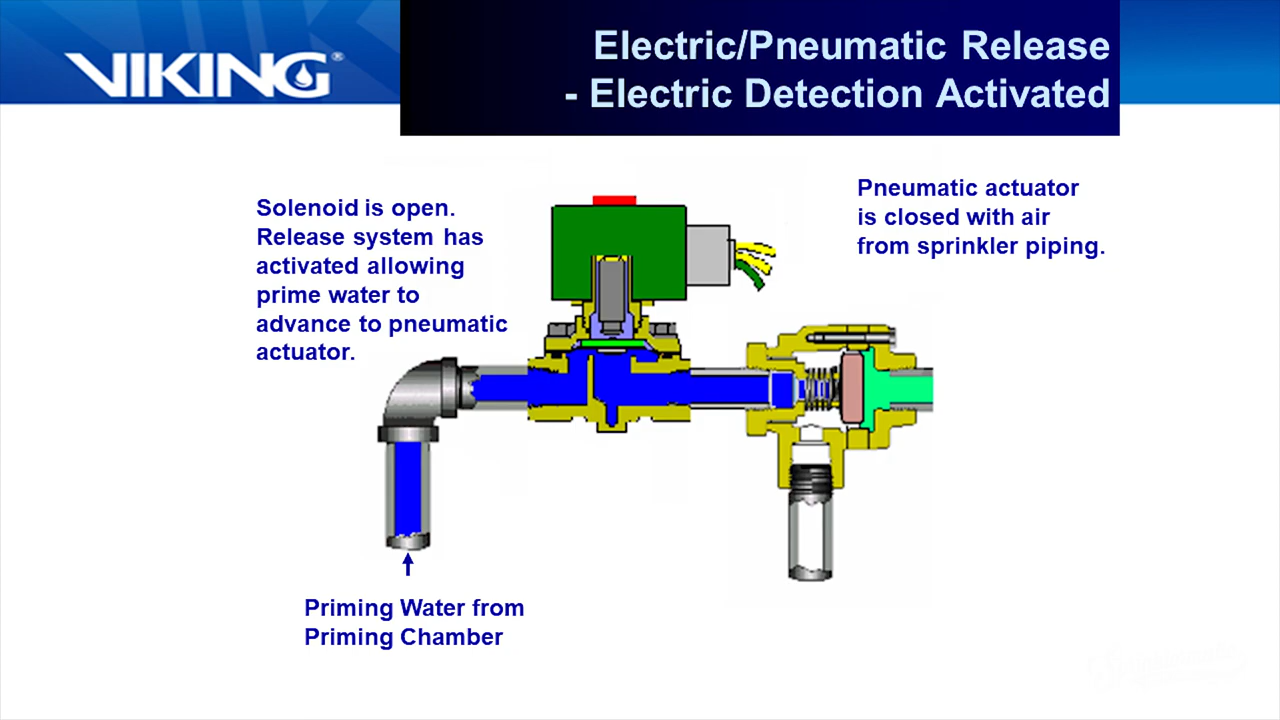 VIKING®
Electric/Pneumatic Release
- Electric Detection Activated
Solenoid is open.
Release system has
activated allowing
prime water to
advance to pneumatic
actuator.
Pneumatic actuator
is closed with air
from sprinkler piping.
Priming Water from
Priming Chamber